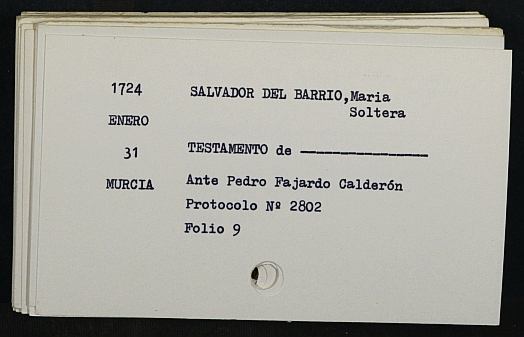 1724 SALVADOR DEL BARRIO,Maria
Soltera
ENERO
31 TESTAMENTO de ----------------
MURCIA Ante Pedro Fajardo Calderón
Protocolo Nº 2802
Folio 9